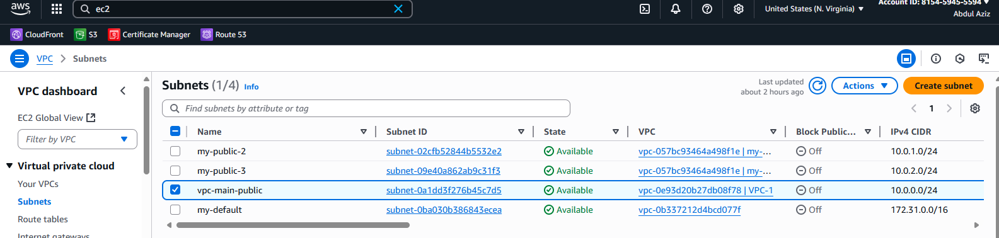 aws
ec2
United States (N. Virginia)
Account ID: 8154-5945-5594
Abdul Aziz
CloudFront
S3
Certificate Manager
Route 53
VPC
Subnets
VPC dashboard
EC2 Global View
Filter by VPC
Virtual private cloud
Your VPCs
Subnets
Route tables
Internet gateways
Subnets (1/4) Info
Last updated
about 2 hours ago
Actions
Create subnet
Find subnets by attribute or tag
1
Name Subnet ID State VPC Block Public... IPv4 CIDR
my-public-2 subnet-02cfb52844b5532e2 Available vpc-057bc93464a498f1e | my-... Off 10.0.1.0/24
my-public-3 subnet-09e40a862ab9c31f3 Available vpc-057bc93464a498f1e | my-... Off 10.0.2.0/24
vpc-main-public subnet-0a1dd3f276b45c7d5 Available vpc-0e93d20b27db08f78 | VPC-1 Off 10.0.0.0/24
my-default subnet-0ba030b386843ecea Available vpc-0b337212d4bcd077f Off 172.31.0.0/16